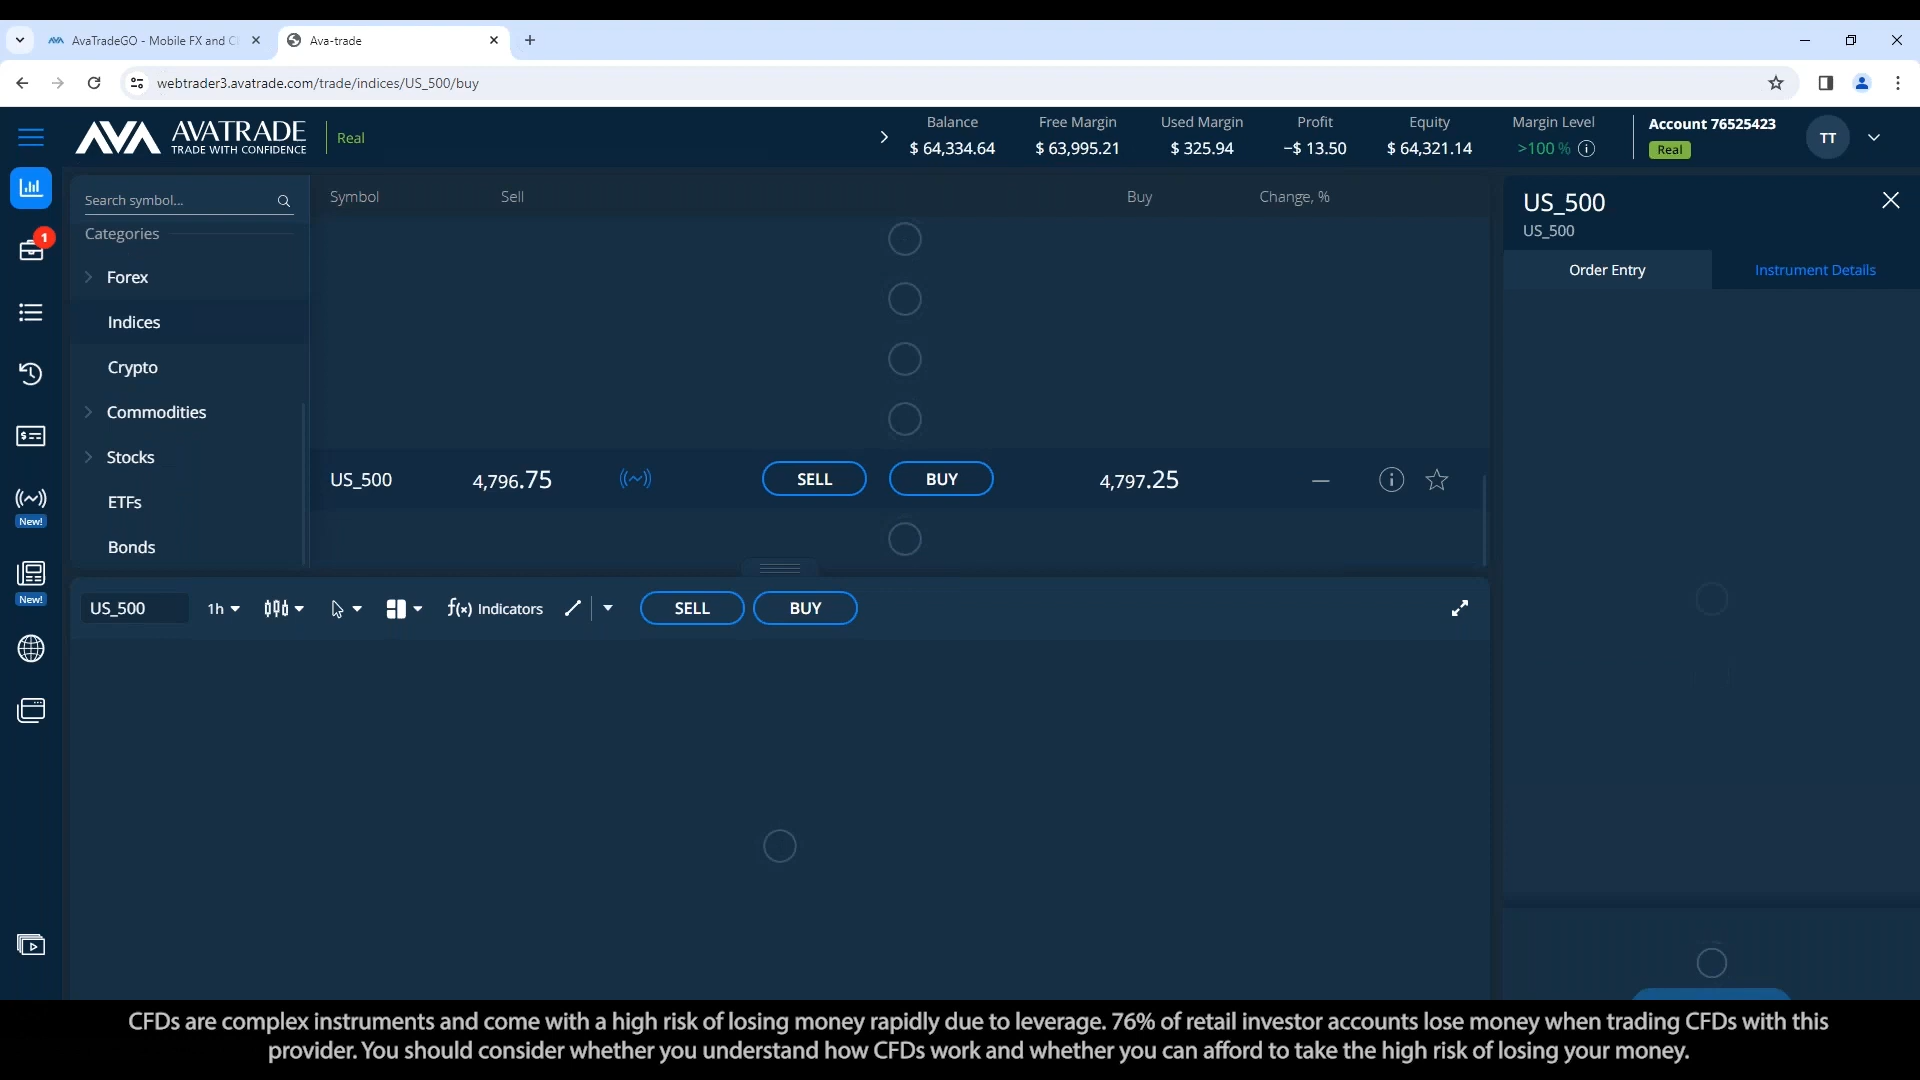 AvaTradeGO - Mobile FX and C
Ava-trade
webtrader3.avatrade.com/trade/indices/US_500/buy
AVA AVATRADE
TRADE WITH CONFIDENCE
Real
Balance
$ 64,334.64
Free Margin
$ 63,995.21
Used Margin
$ 325.94
Profit
−$ 13.50
Equity
$ 64,321.14
Margin Level
>100 %
Account 76525423
Real
TT
1
New!
New!
Search symbol...
Categories
Forex
Indices
Crypto
Commodities
Stocks
ETFs
Bonds
Symbol Sell Buy Change, %
US_500 4,796.75 SELL BUY 4,797.25 —
US_500 1h f(x) Indicators SELL BUY
US_500
US_500
Order Entry Instrument Details
CFDs are complex instruments and come with a high risk of losing money rapidly due to leverage. 76% of retail investor accounts lose money when trading CFDs with this
provider. You should consider whether you understand how CFDs work and whether you can afford to take the high risk of losing your money.